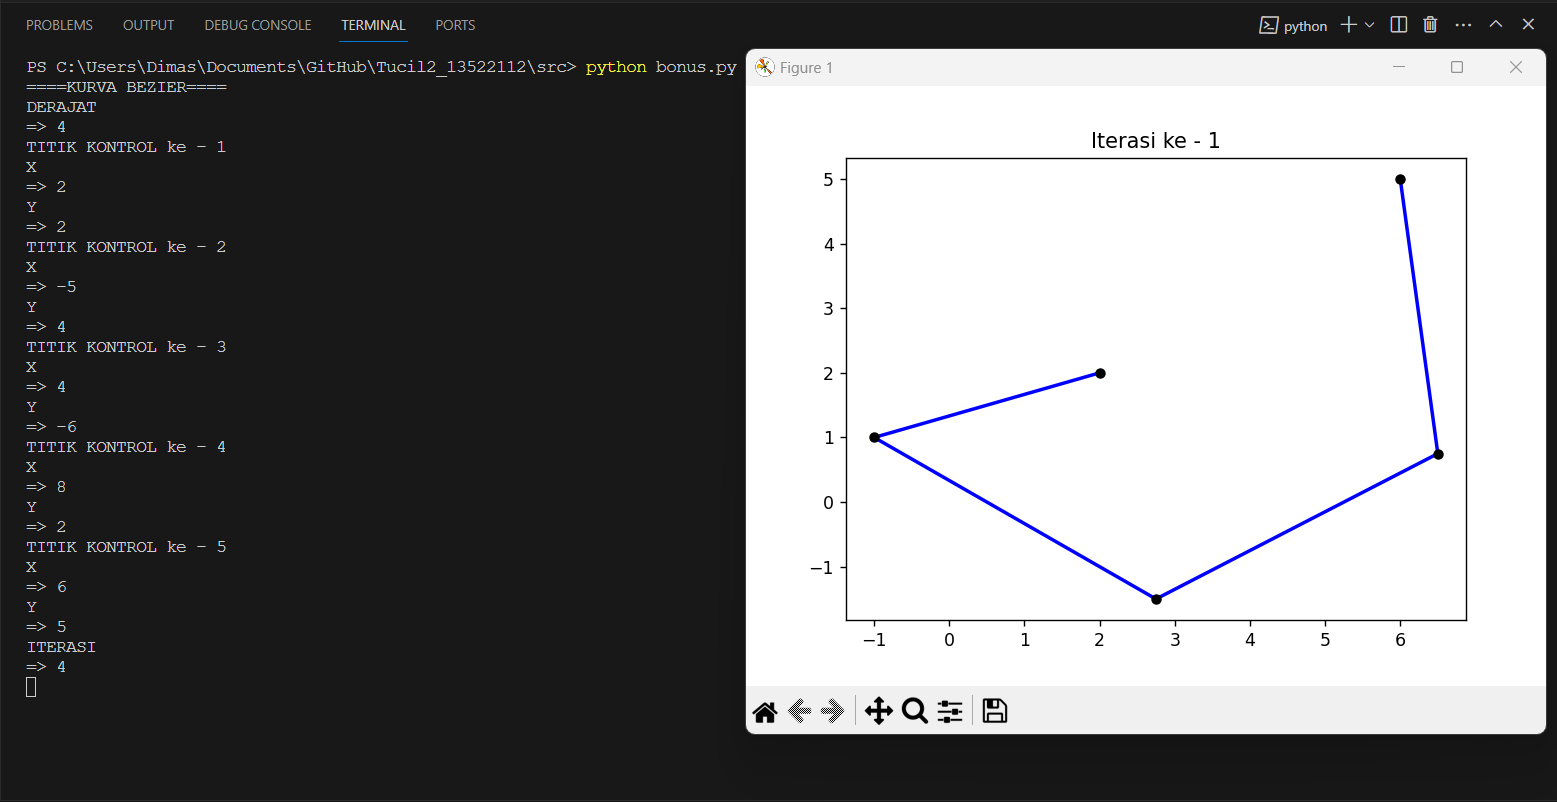 PROBLEMS OUTPUT DEBUG CONSOLE TERMINAL PORTS python
PS C:\Users\Dimas\Documents\GitHub\Tucil2_13522112\src> python bonus.py
====KURVA BEZIER====
DERAJAT
=> 4
TITIK KONTROL ke - 1
X
=> 2
Y
=> 2
TITIK KONTROL ke - 2
X
=> -5
Y
=> 4
TITIK KONTROL ke - 3
X
=> 4
Y
=> -6
TITIK KONTROL ke - 4
X
=> 8
Y
=> 2
TITIK KONTROL ke - 5
X
=> 6
Y
=> 5
ITERASI
=> 4
Figure 1
Iterasi ke - 1
5
4
3
2
1
0
−1
−1 0 1 2 3 4 5 6